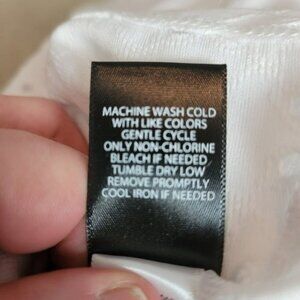 MACHINE WASH COLD
WITH LIKE COLORS
GENTLE CYCLE
ONLY NON-CHLORINE
BLEACH IF NEEDED
TUMBLE DRY LOW
REMOVE PROMPTLY
COOL IRON IF NEEDED